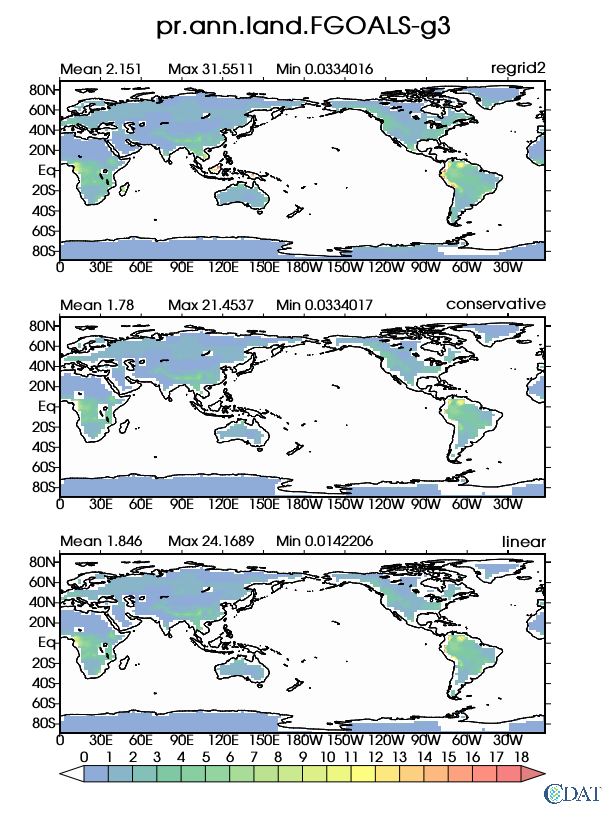 pr.ann.land.FGOALS-g3
Mean 2.151 Max 31.5511 Min 0.0334016 regrid2
80N
60N
40N
20N
Eq
20S
40S
60S
80S
0 30E 60E 90E 120E 150E 180W 150W 120W 90W 60W 30W
Mean 1.78 Max 21.4537 Min 0.0334017 conservative
80N
60N
40N
20N
Eq
20S
40S
60S
80S
0 30E 60E 90E 120E 150E 180W 150W 120W 90W 60W 30W
Mean 1.846 Max 24.1689 Min 0.0142206 linear
80N
60N
40N
20N
Eq
20S
40S
60S
80S
0 30E 60E 90E 120E 150E 180W 150W 120W 90W 60W 30W
0 1 2 3 4 5 6 7 8 9 10 11 12 13 14 15 16 17 18
CDAT